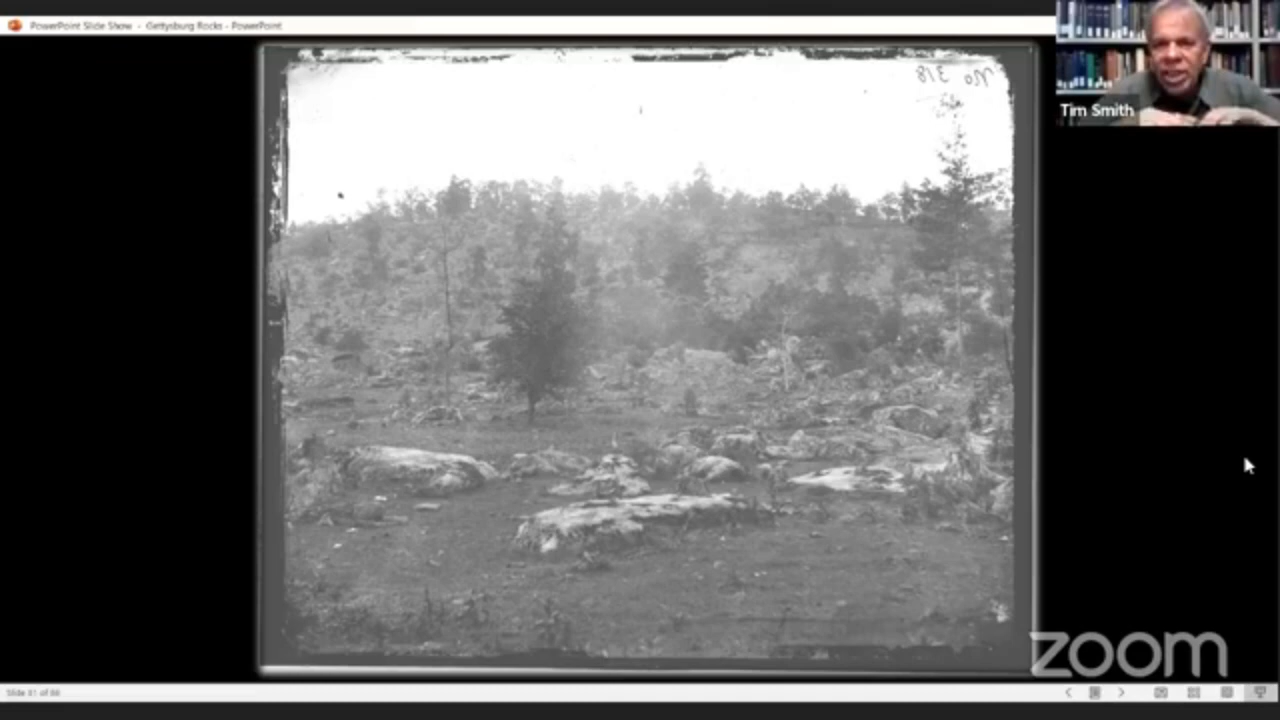 PowerPoint Slide Show - Gettysburg Rocks - PowerPoint
No 318
Tim Smith
zoom